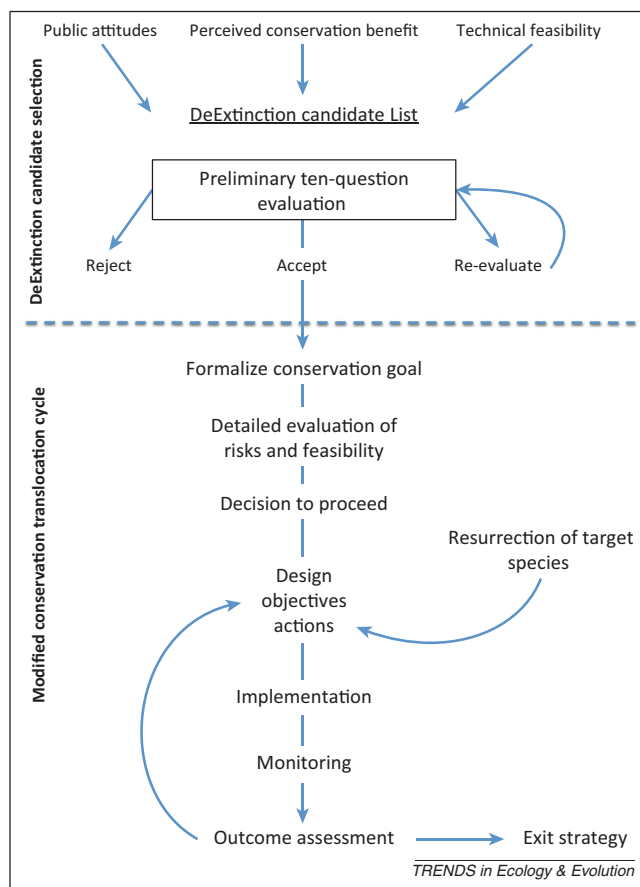 Public attitudes
Perceived conservation benefit
Technical feasibility
DeExtinction candidate List
DeExtinction candidate selection
Preliminary ten-question
evaluation
Reject
Accept
Re-evaluate
Modified conservation translocation cycle
Formalize conservation goal
Detailed evaluation of
risks and feasibility
Decision to proceed
Resurrection of target
species
Design
objectives
actions
Implementation
Monitoring
Outcome assessment
Exit strategy
TRENDS in Ecology & Evolution